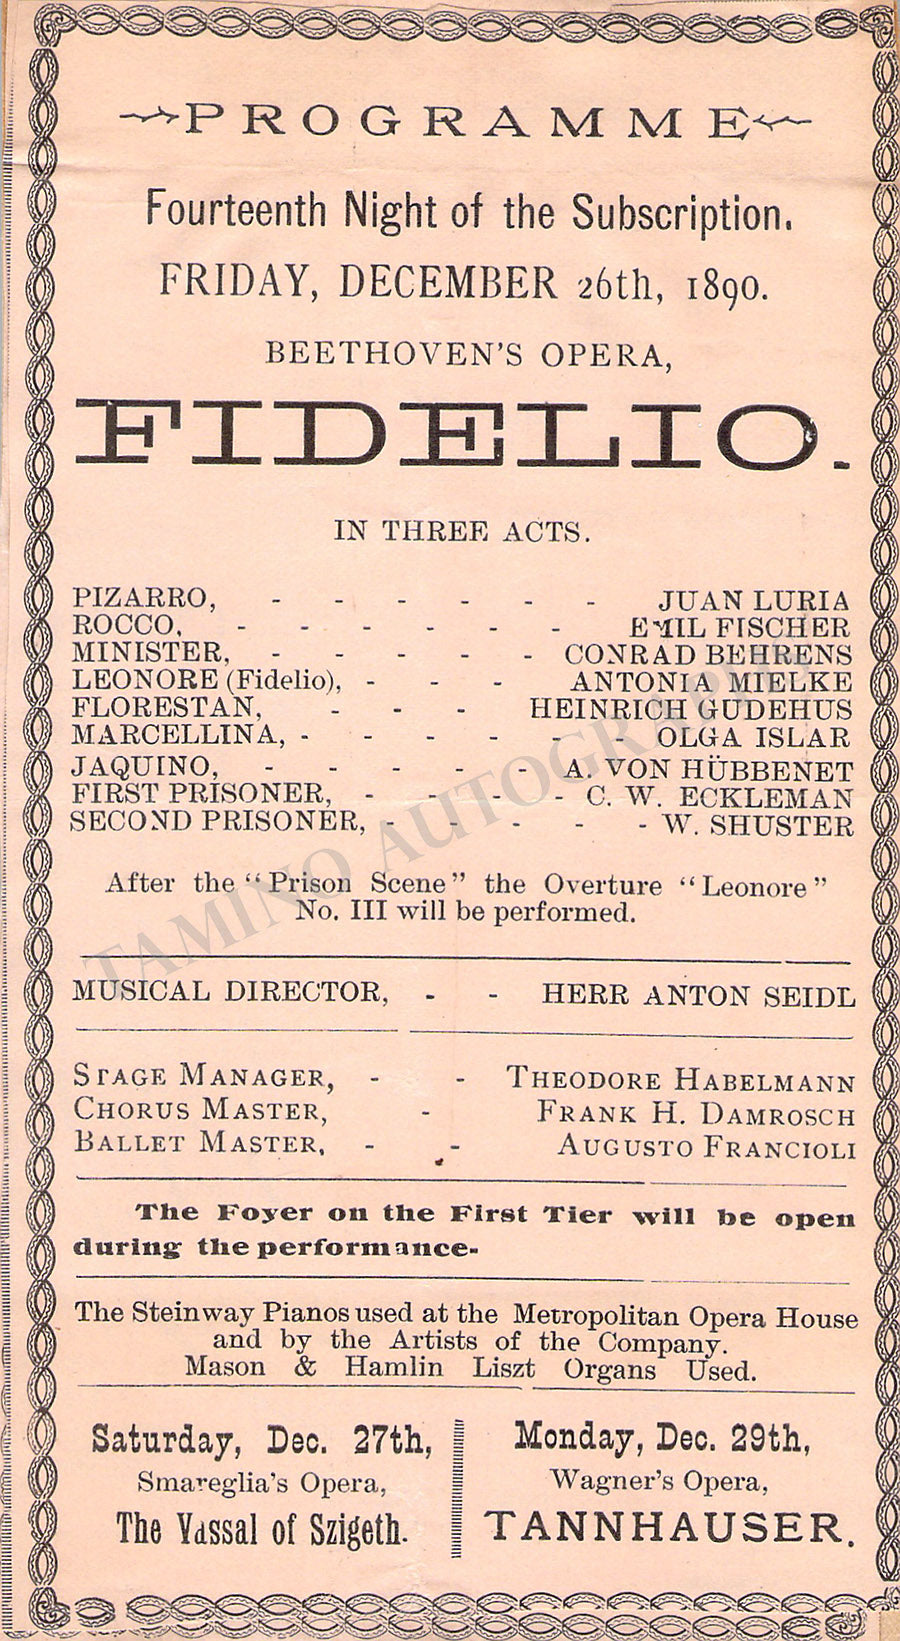 PROGRAMME
Fourteenth Night of the Subscription.
FRIDAY, DECEMBER 26th, 1890.
BEETHOVEN'S OPERA,
FIDELIO.
IN THREE ACTS.
PIZARRO, - - - - - - JUAN LURIA
ROCCO, - - - - - - EMIL FISCHER
MINISTER, - - - - - CONRAD BEHRENS
LEONORE (Fidelio), - - - ANTONIA MIELKE
FLORESTAN, - - - HEINRICH GUDEHUS
MARCELLINA, - - - - - - OLGA ISLAR
JAQUINO, - - - - - A. VON HÜBBENET
FIRST PRISONER, - - - - C. W. ECKLEMAN
SECOND PRISONER, - - - - - W. SHUSTER
After the "Prison Scene" the Overture "Leonore"
No. III will be performed.
TAMINO AUTOGRAPHS
MUSICAL DIRECTOR, - - HERR ANTON SEIDL
STAGE MANAGER, - - THEODORE HABELMANN
CHORUS MASTER, - FRANK H. DAMROSCH
BALLET MASTER, - - AUGUSTO FRANCIOLI
The Foyer on the First Tier will be open
during the performance-
The Steinway Pianos used at the Metropolitan Opera House
and by the Artists of the Company.
Mason & Hamlin Liszt Organs Used.
Saturday, Dec. 27th,
Smareglia's Opera,
The Vassal of Szigeth.
Monday, Dec. 29th,
Wagner's Opera,
TANNHAUSER.